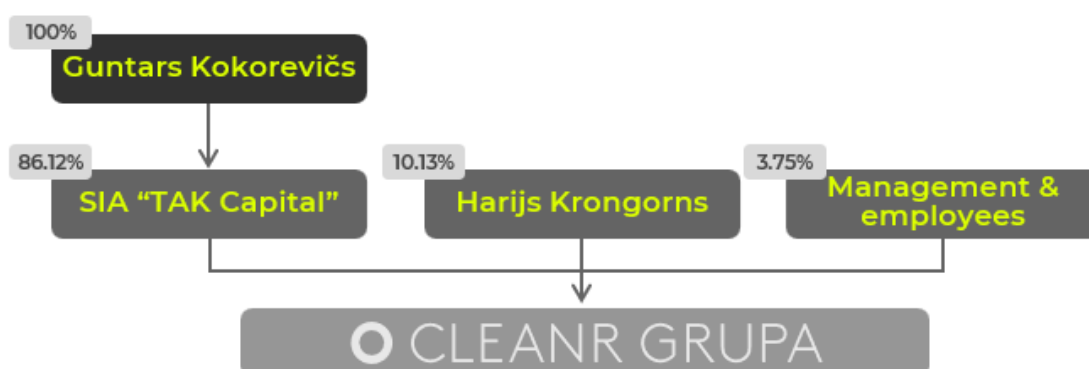 100%
Guntars Kokorevičs
86.12%
SIA “TAK Capital”
10.13%
Harijs Krongorns
3.75%
Management &
employees
CLEANR GRUPA